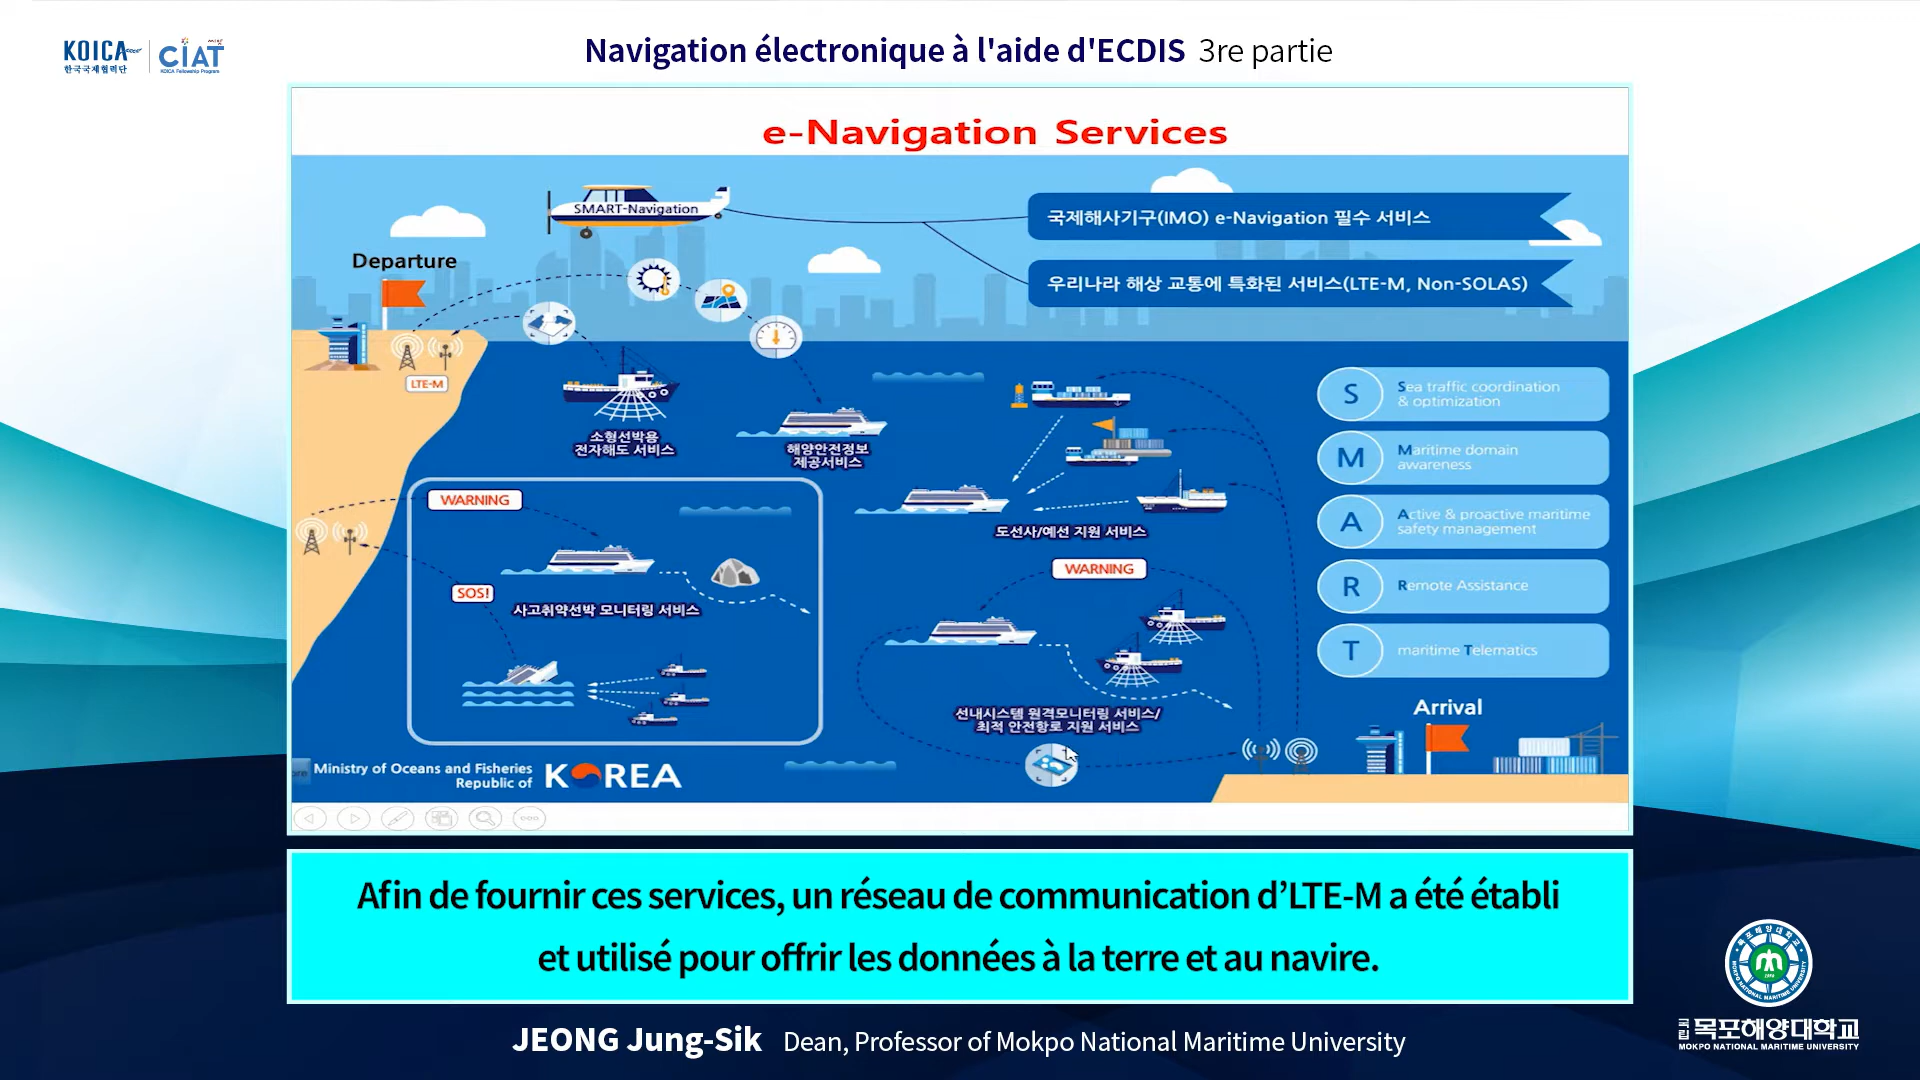 KOICA
한국국제협력단
CIAT
KOICA Fellowship Program
Navigation électronique à l'aide d'ECDIS 3re partie
e-Navigation Services
SMART-Navigation
국제해사기구(IMO) e-Navigation 필수 서비스
우리나라 해상 교통에 특화된 서비스(LTE-M, Non-SOLAS)
Departure
LTE-M
소형선박용
전자해도 서비스
해양안전정보
제공서비스
도선사/예선 지원 서비스
WARNING
SOS!
사고취약선박 모니터링 서비스
WARNING
선내시스템 원격모니터링 서비스/
최적 안전항로 지원 서비스
S
Sea traffic coordination
& optimization
M
Maritime domain
awareness
A
Active & proactive maritime
safety management
R
Remote Assistance
T
maritime Telematics
Arrival
Ministry of Oceans and Fisheries
Republic of
KOREA
Afin de fournir ces services, un réseau de communication d’LTE-M a été établi
et utilisé pour offrir les données à la terre et au navire.
JEONG Jung-Sik Dean, Professor of Mokpo National Maritime University
국립 목포해양대학교
MOKPO NATIONAL MARITIME UNIVERSITY